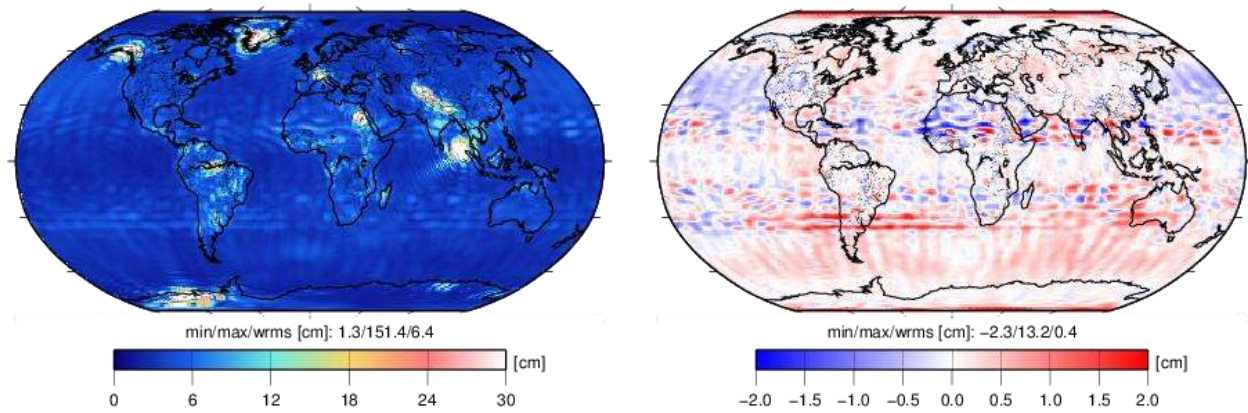 min/max/wrms [cm]: 1.3/151.4/6.4
[cm]
0 6 12 18 24 30
min/max/wrms [cm]: −2.3/13.2/0.4
[cm]
−2.0 −1.5 −1.0 −0.5 0.0 0.5 1.0 1.5 2.0